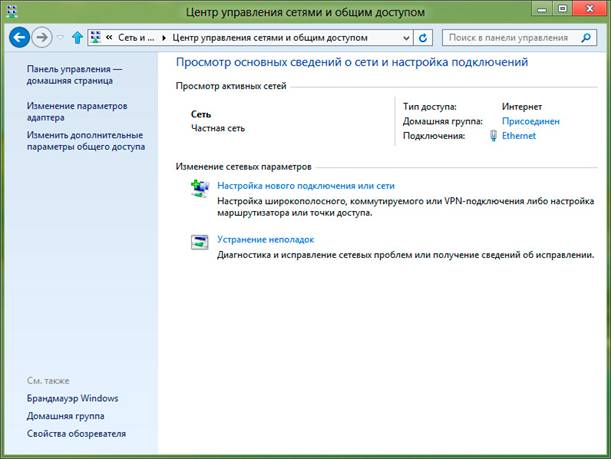 Центр управления сетями и общим доступом
Сеть и ... Центр управления сетями и общим доступом
Поиск в панели управления
Панель управления —
домашняя страница
Изменение параметров
адаптера
Изменить дополнительные
параметры общего доступа
Просмотр основных сведений о сети и настройка подключений
Просмотр активных сетей
Сеть
Частная сеть
Тип доступа: Интернет
Домашняя группа: Присоединен
Подключения: Ethernet
Изменение сетевых параметров
Настройка нового подключения или сети
Настройка широкополосного, коммутируемого или VPN-подключения либо настройка
маршрутизатора или точки доступа.
Устранение неполадок
Диагностика и исправление сетевых проблем или получение сведений об исправлении.
См. также
Брандмауэр Windows
Домашняя группа
Свойства обозревателя